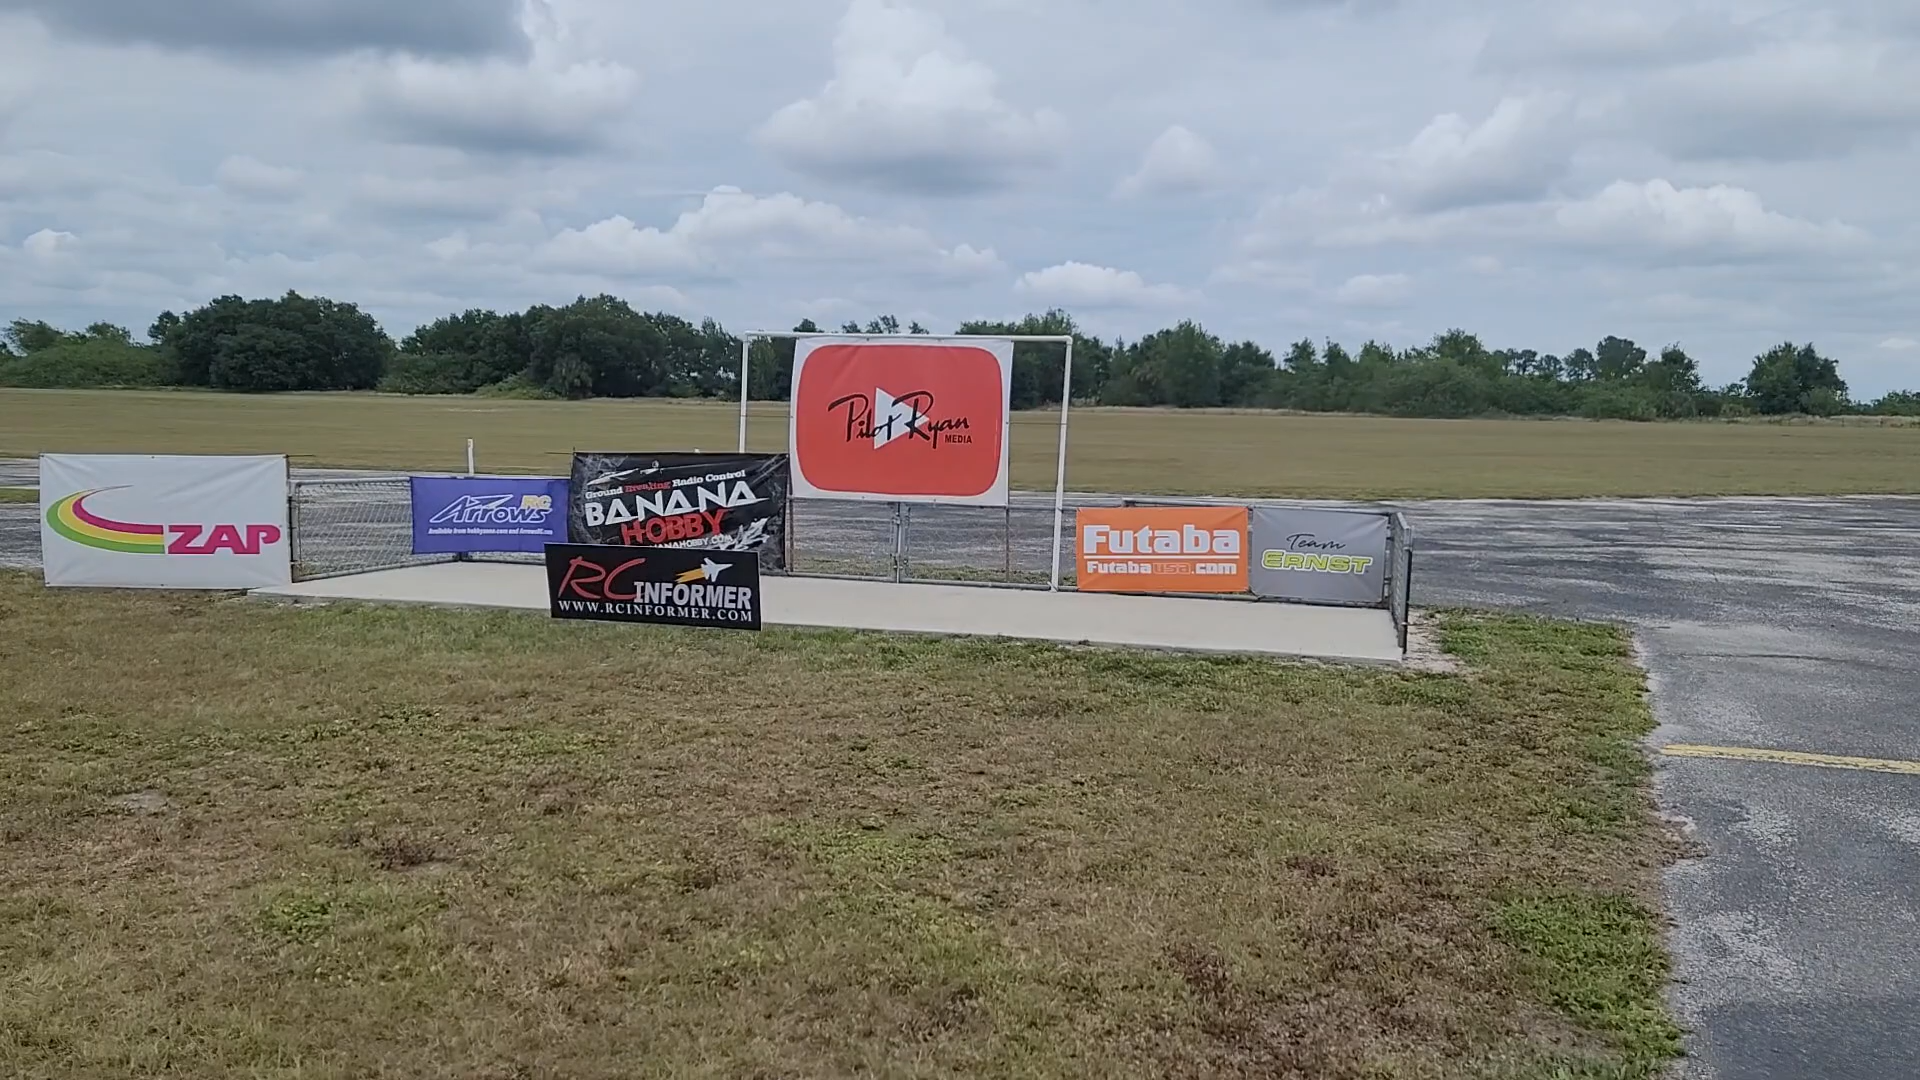 ZAP
Arrows RC
Ground Breaking Radio Control
BANANA
HOBBY
RC INFORMER
WWW.RCINFORMER.COM
Pilot Ryan
MEDIA
Futaba
Futabausa.com
Team
ERNST